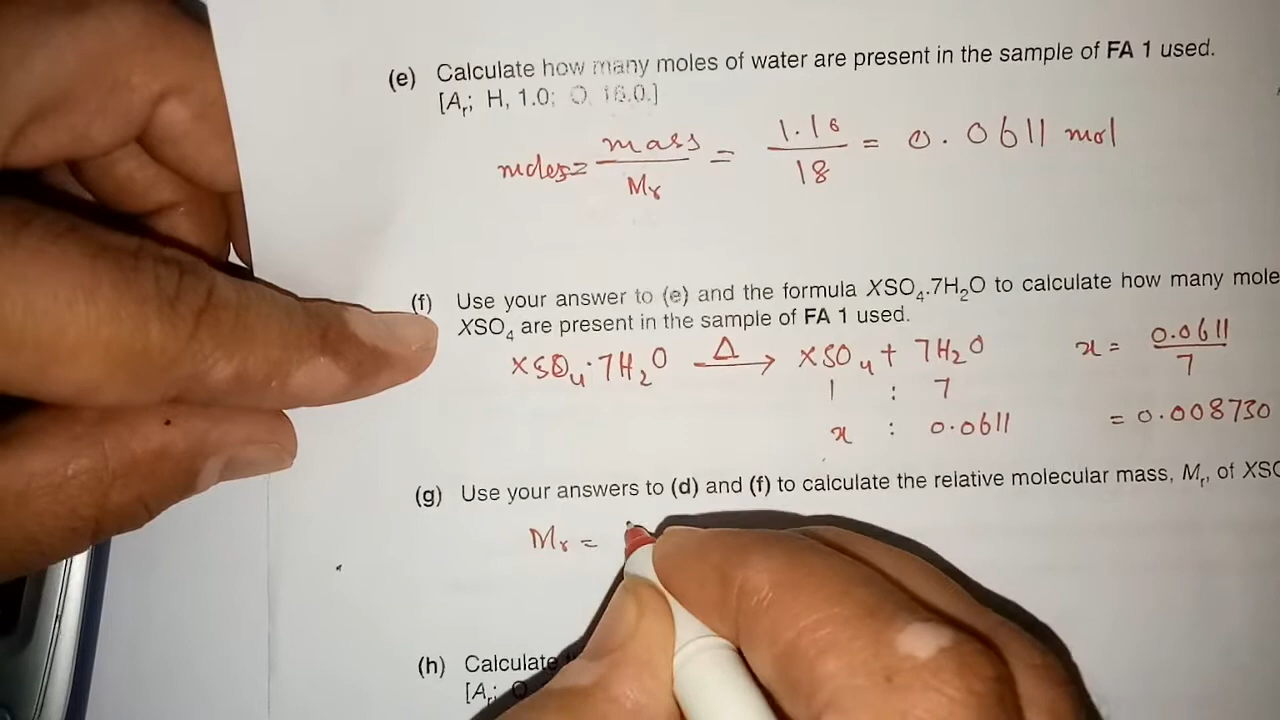 (e) Calculate how many moles of water are present in the sample of FA 1 used.
[Ar; H, 1.0; O, 16.0.]
moles = mass / Mr = 1.10 / 18 = 0.0611 mol
(f) Use your answer to (e) and the formula XSO4.7H2O to calculate how many mole
XSO4 are present in the sample of FA 1 used.
XSO4.7H2O Δ→ XSO4 + 7H2O
1 : 7
x : 0.0611
x = 0.0611 / 7
= 0.008730
(g) Use your answers to (d) and (f) to calculate the relative molecular mass, Mr, of XSO
Mr =
(h) Calculate
[Ar; O